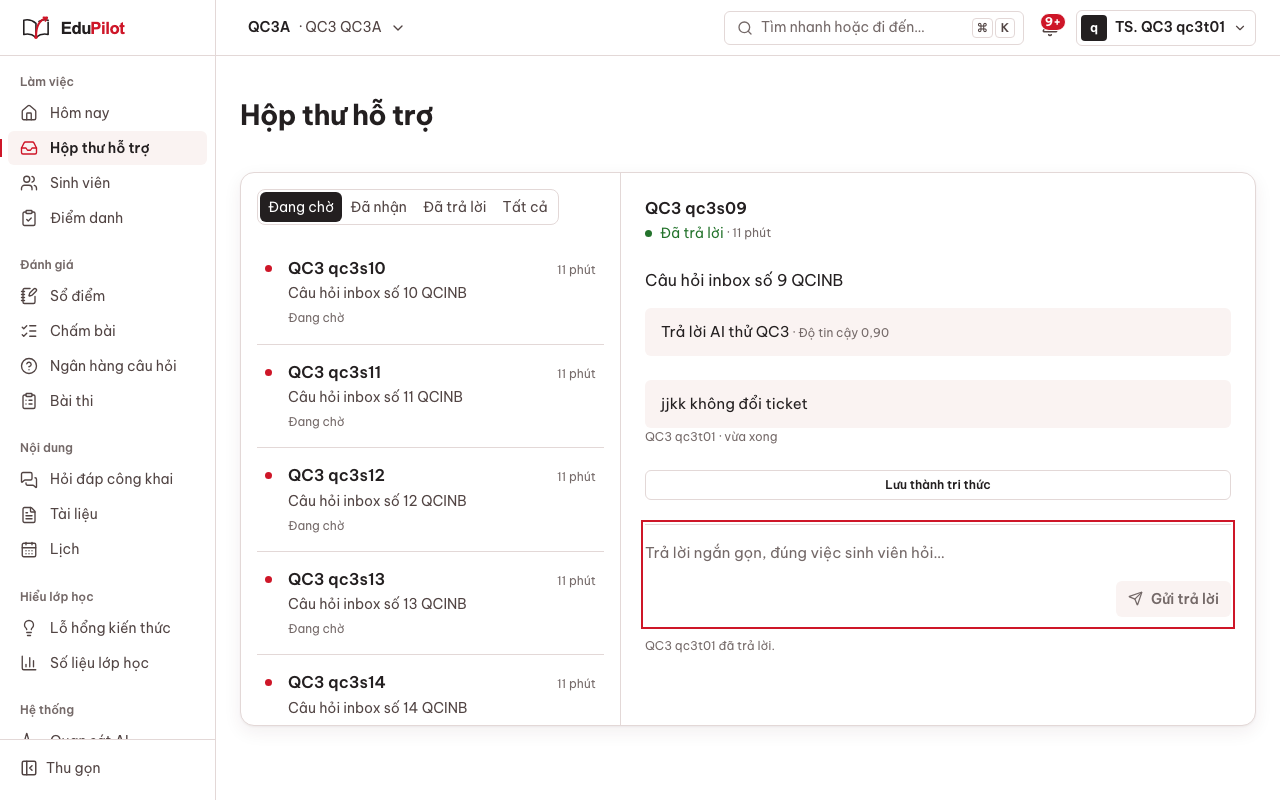 EduPilot
QC3A · QC3 QC3A
Tìm nhanh hoặc đi đến...
⌘ K
9+
q TS. QC3 qc3t01
Làm việc
Hôm nay
Hộp thư hỗ trợ
Sinh viên
Điểm danh
Đánh giá
Sổ điểm
Chấm bài
Ngân hàng câu hỏi
Bài thi
Nội dung
Hỏi đáp công khai
Tài liệu
Lịch
Hiểu lớp học
Lỗ hổng kiến thức
Số liệu lớp học
Hệ thống
Quan sát AI
Thu gọn
Hộp thư hỗ trợ
Đang chờ Đã nhận Đã trả lời Tất cả
QC3 qc3s10 11 phút
Câu hỏi inbox số 10 QCINB
Đang chờ
QC3 qc3s11 11 phút
Câu hỏi inbox số 11 QCINB
Đang chờ
QC3 qc3s12 11 phút
Câu hỏi inbox số 12 QCINB
Đang chờ
QC3 qc3s13 11 phút
Câu hỏi inbox số 13 QCINB
Đang chờ
QC3 qc3s14 11 phút
Câu hỏi inbox số 14 QCINB
QC3 qc3s09
Đã trả lời · 11 phút
Câu hỏi inbox số 9 QCINB
Trả lời AI thử QC3 · Độ tin cậy 0,90
jjkk không đổi ticket
QC3 qc3t01 · vừa xong
Lưu thành tri thức
Trả lời ngắn gọn, đúng việc sinh viên hỏi...
Gửi trả lời
QC3 qc3t01 đã trả lời.